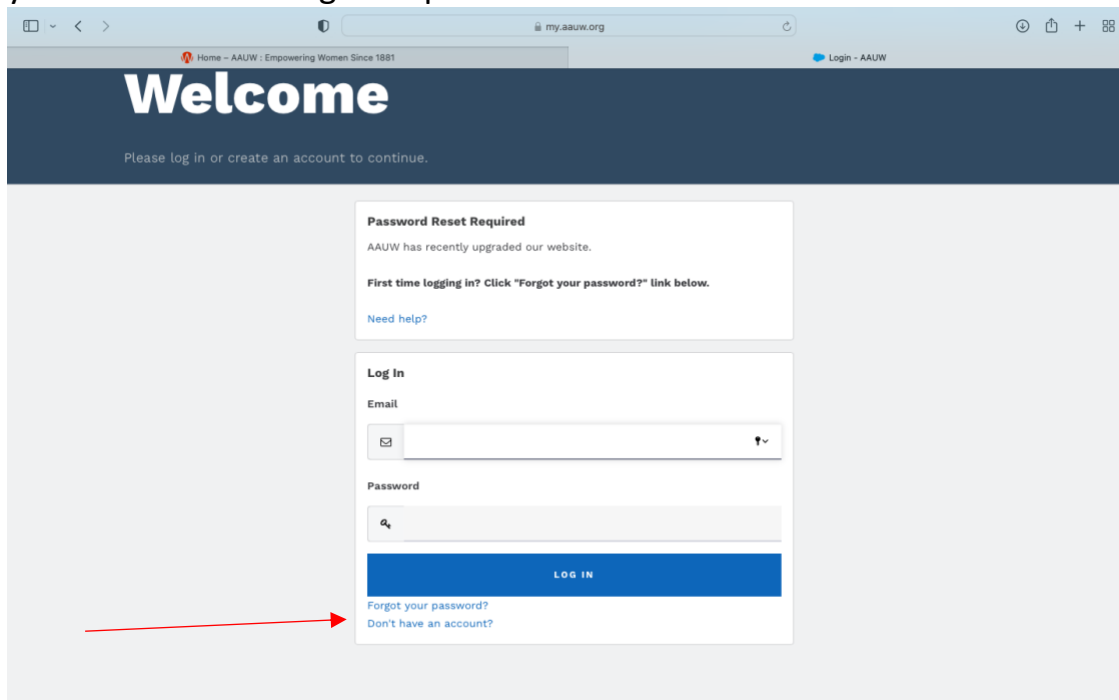 my.aauw.org
Home – AAUW : Empowering Women Since 1881
Login - AAUW
Welcome
Please log in or create an account to continue.
Password Reset Required
AAUW has recently upgraded our website.
First time logging in? Click "Forgot your password?" link below.
Need help?
Log In
Email
Password
LOG IN
Forgot your password?
Don't have an account?